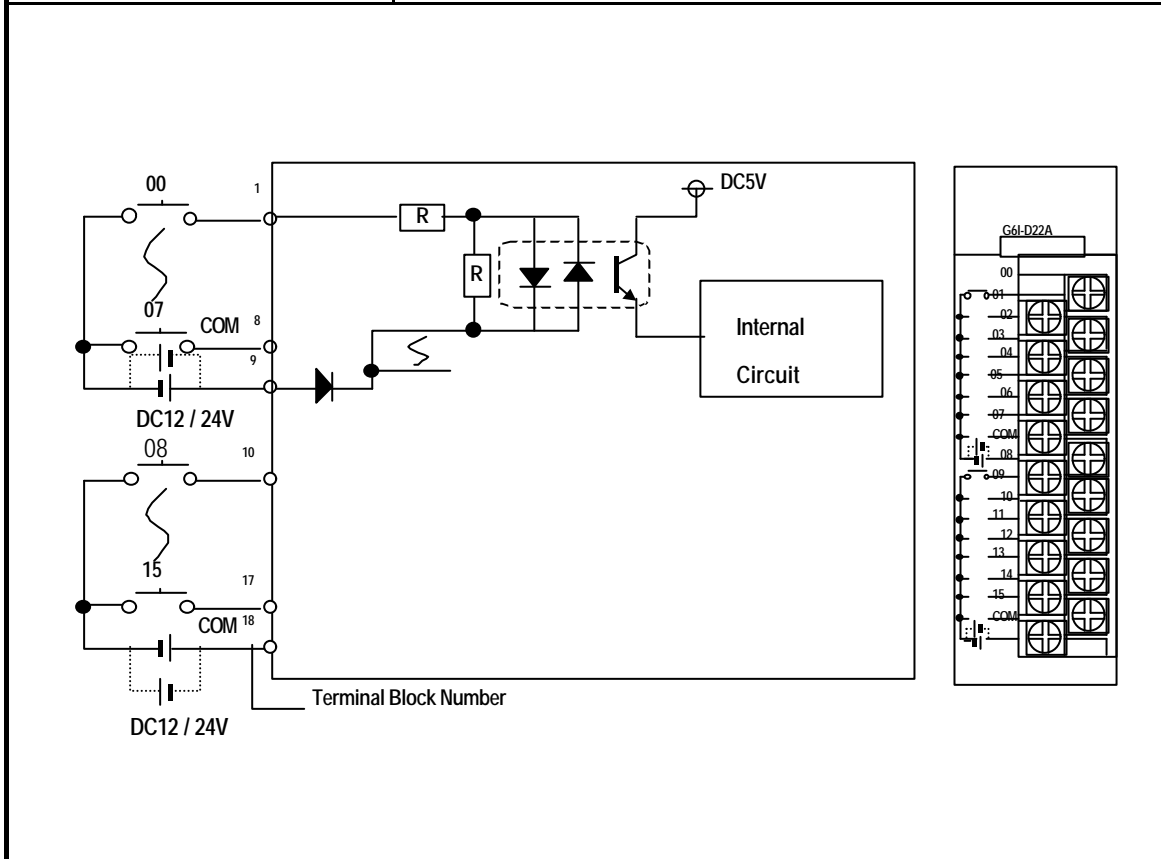 00
1
R
R
DC5V
07
COM
8
9
DC12 / 24V
Internal
Circuit
08
10
15
17
COM
18
DC12 / 24V
Terminal Block Number
G6I-D22A
00
01
02
03
04
05
06
07
COM
08
09
10
11
12
13
14
15
COM